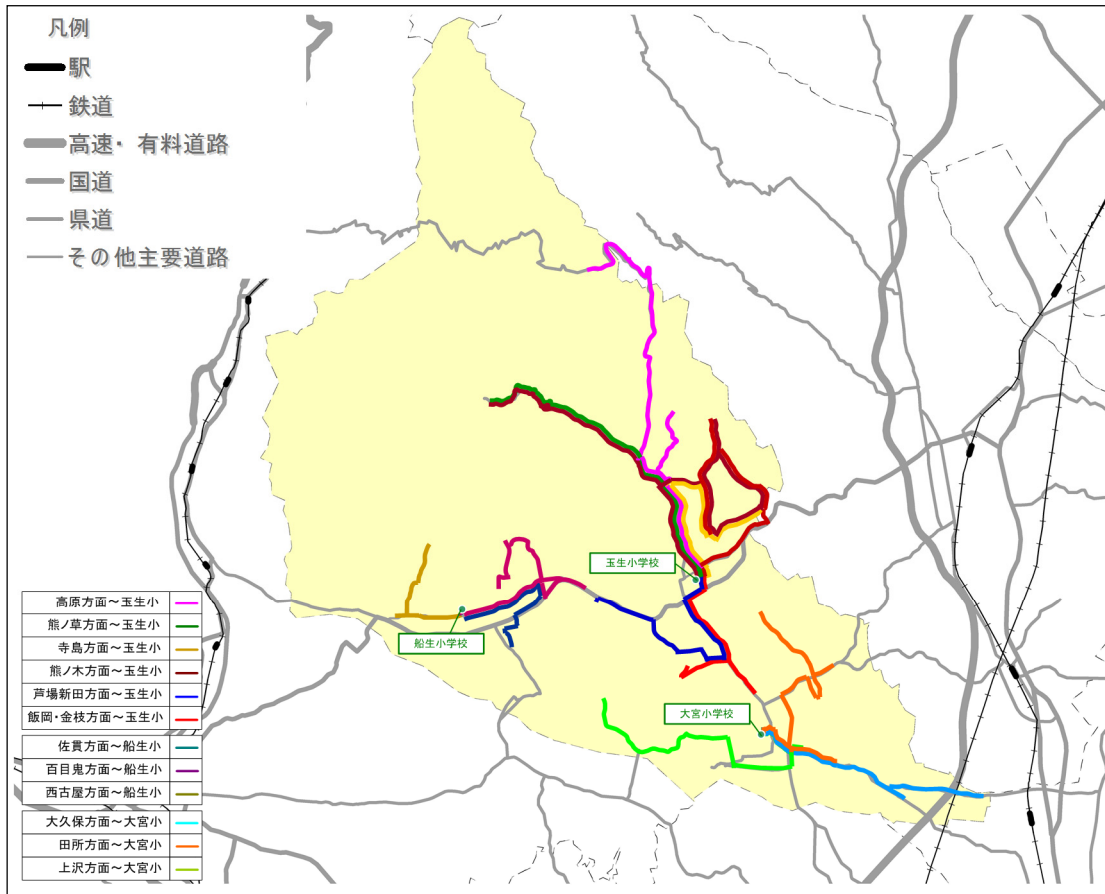 凡例
駅
鉄道
高速・ 有料道路
国道
県道
その他主要道路
玉生小学校
船生小学校
大宮小学校
高原方面～玉生小
熊ノ草方面～玉生小
寺島方面～玉生小
熊ノ木方面～玉生小
芦場新田方面～玉生小
飯岡・金枝方面～玉生小
佐貫方面～船生小
百目鬼方面～船生小
西古屋方面～船生小
大久保方面～大宮小
田所方面～大宮小
上沢方面～大宮小